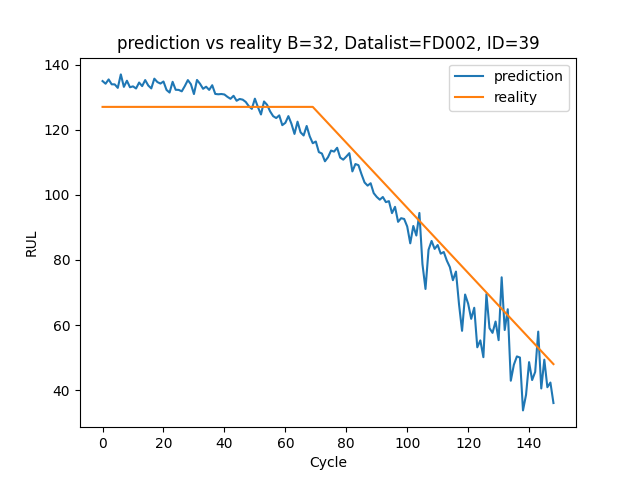 prediction vs reality B=32, Datalist=FD002, ID=39
prediction
reality
RUL
140
120
100
80
60
40
0 20 40 60 80 100 120 140
Cycle